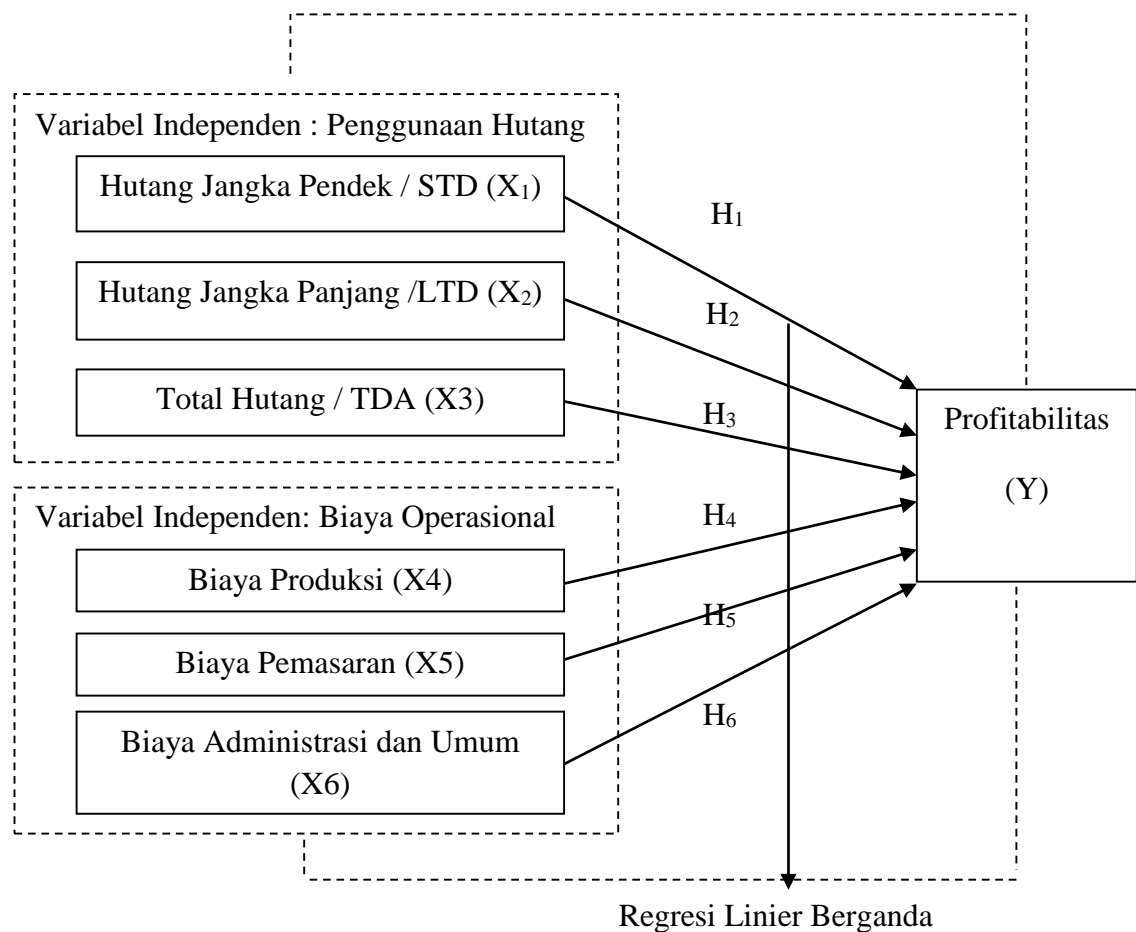 Variabel Independen : Penggunaan Hutang
Hutang Jangka Pendek / STD (X₁)
Hutang Jangka Panjang /LTD (X₂)
Total Hutang / TDA (X3)
Variabel Independen: Biaya Operasional
Biaya Produksi (X4)
Biaya Pemasaran (X5)
Biaya Administrasi dan Umum
(X6)
H₁
H₂
H₃
H₄
H₅
H₆
Profitabilitas
(Y)
Regresi Linier Berganda